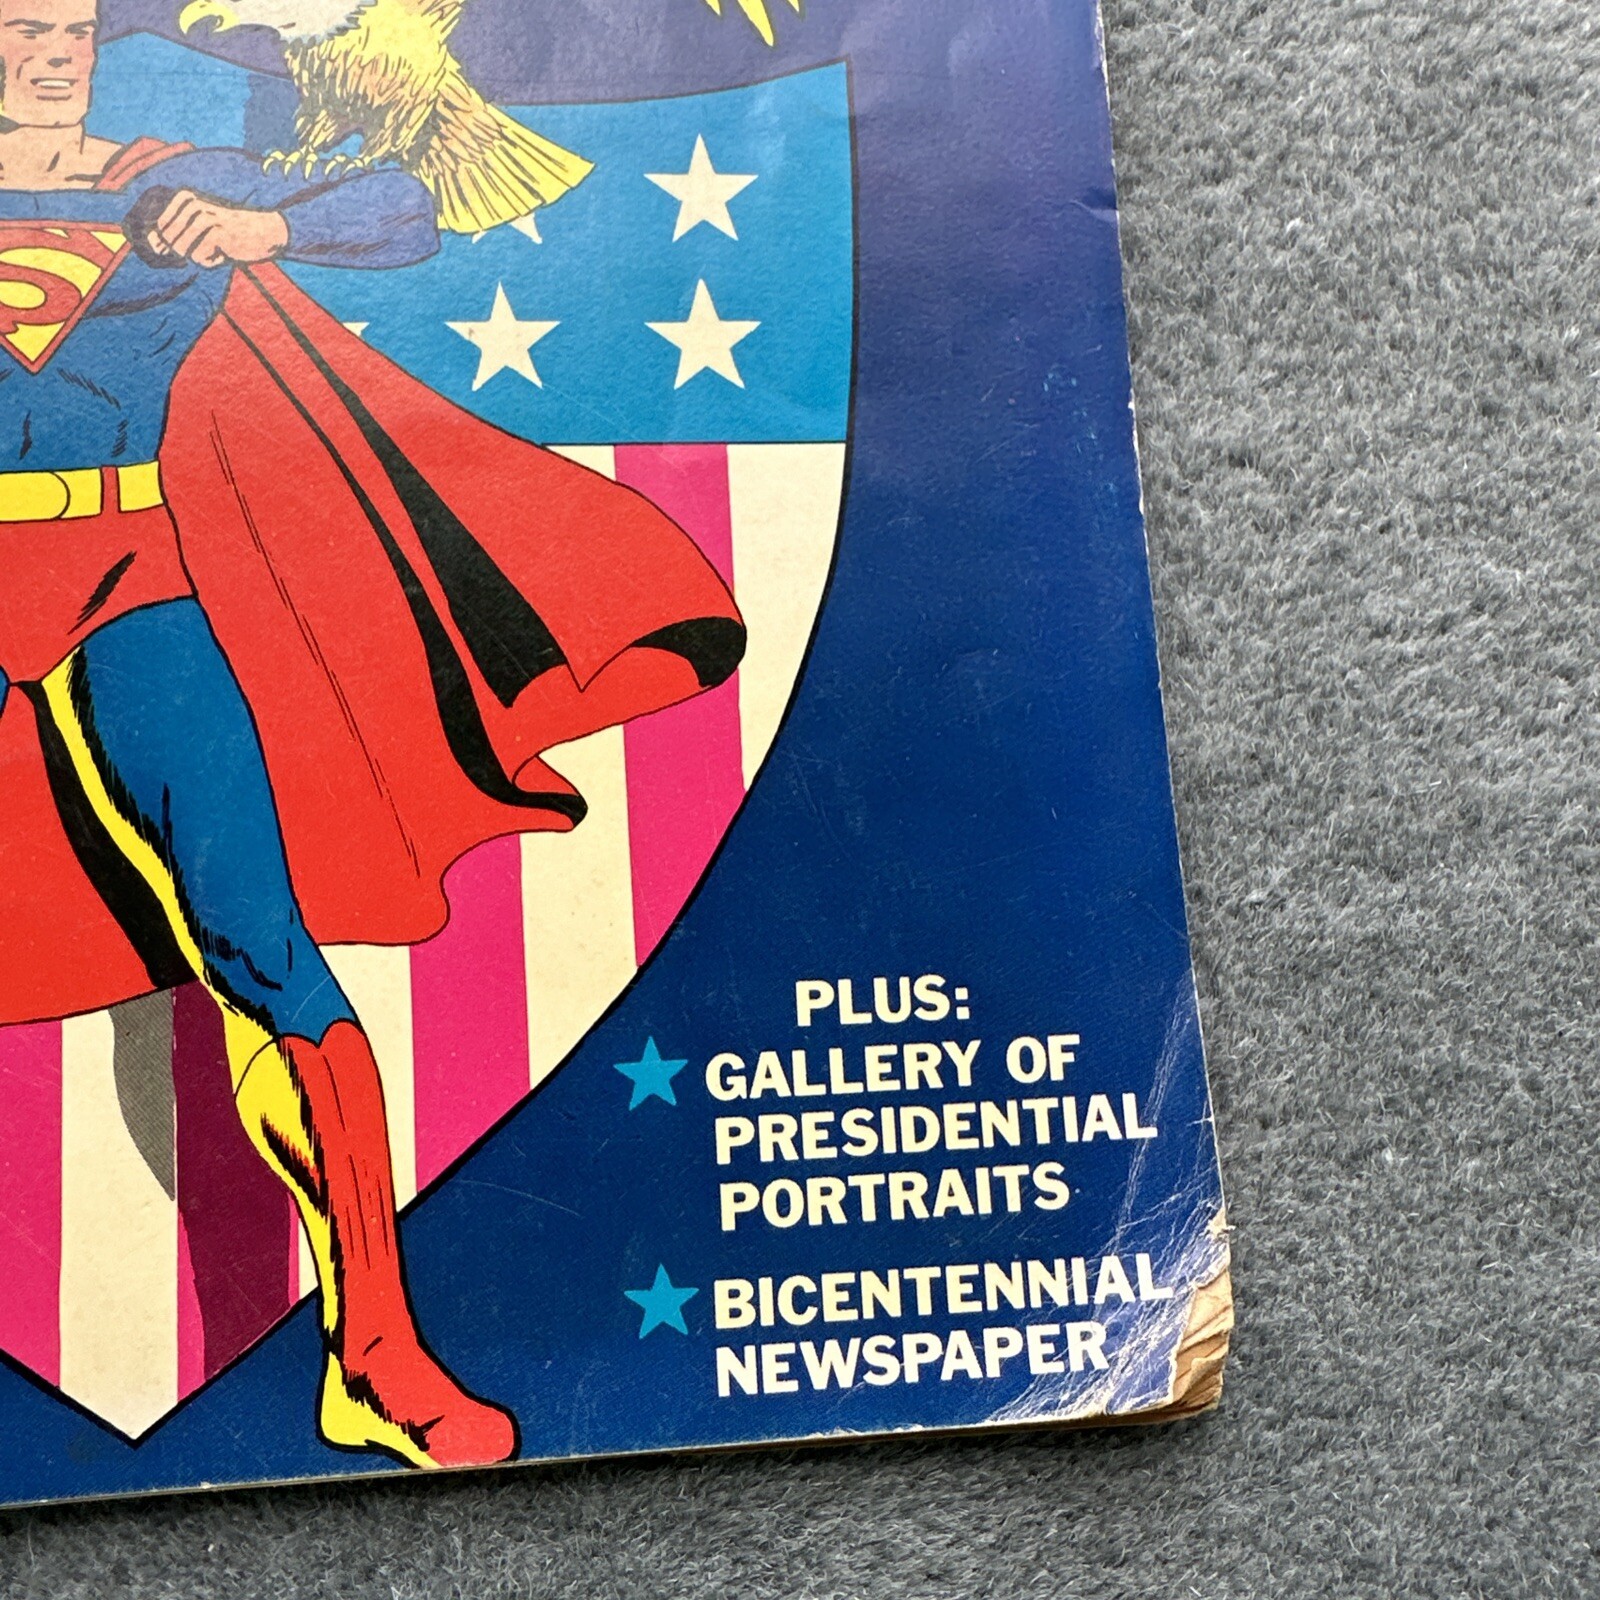 S
PLUS:
GALLERY OF
PRESIDENTIAL
PORTRAITS
BICENTENNIAL
NEWSPAPER